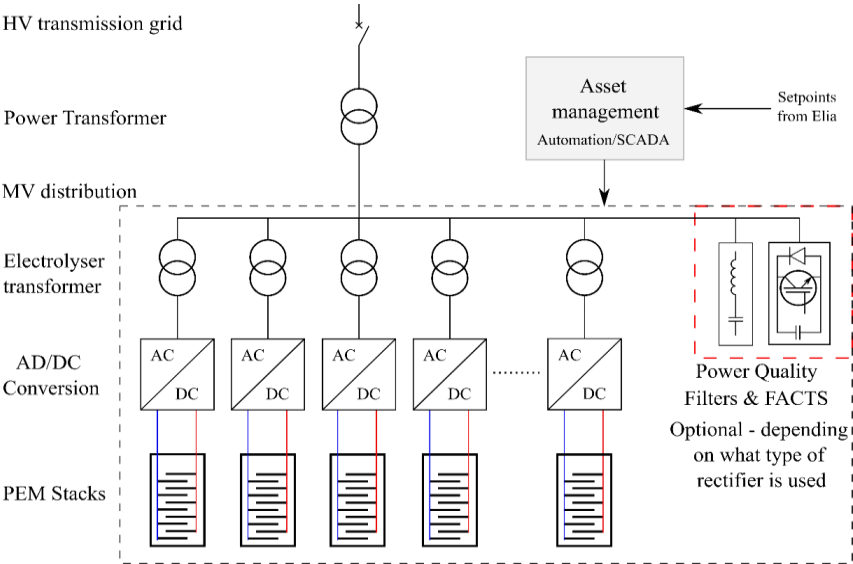 HV transmission grid
Power Transformer
Asset
management
Automation/SCADA
Setpoints
from Elia
MV distribution
Electrolyser
transformer
AD/DC
Conversion
AC
DC
AC
DC
AC
DC
AC
DC
AC
DC
Power Quality
Filters & FACTS
Optional - depending
on what type of
rectifier is used
PEM Stacks